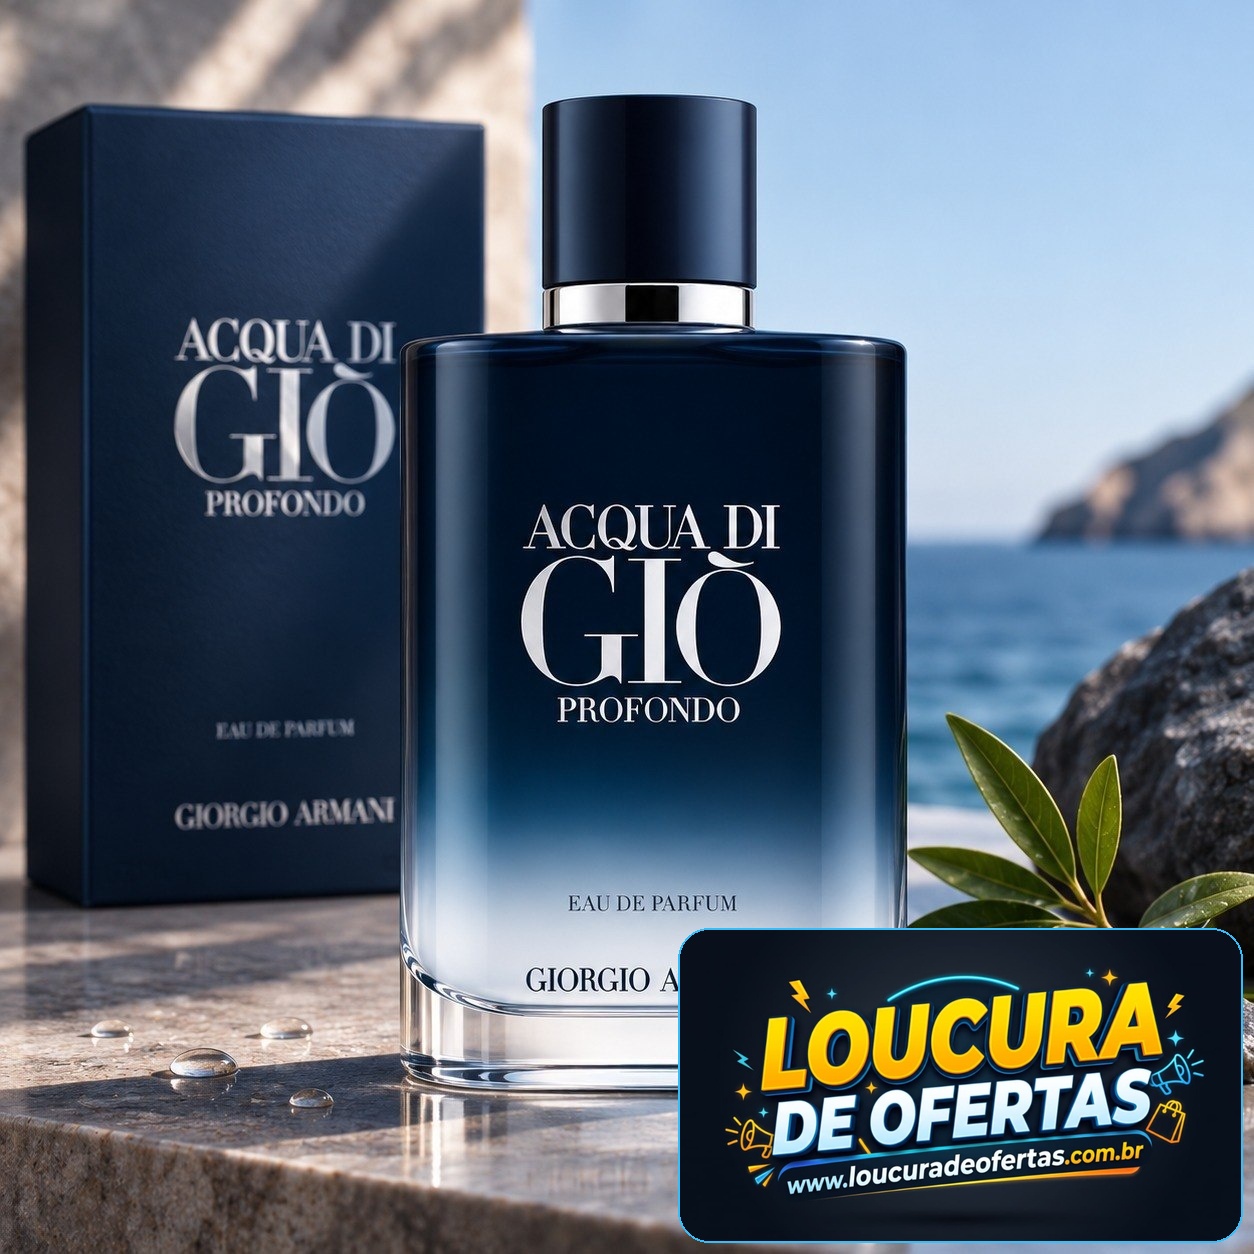 ACQUA DI
GIÒ
PROFONDO
EAU DE PARFUM
GIORGIO ARMANI
ACQUA DI
GIÒ
PROFONDO
EAU DE PARFUM
GIORGIO A
LOUCURA
DE OFERTAS
www.loucuradeofertas.com.br